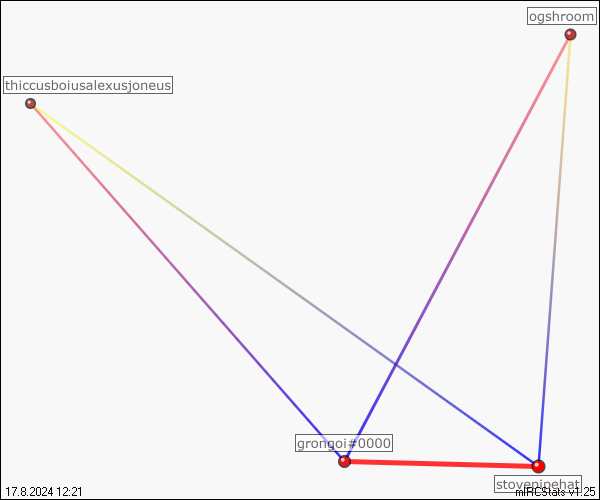 ogshroom
thiccusboiusalexusjoneus
grongoi#0000
stovepipehat
17.8.2024 12:21
mIRCStats v1.25